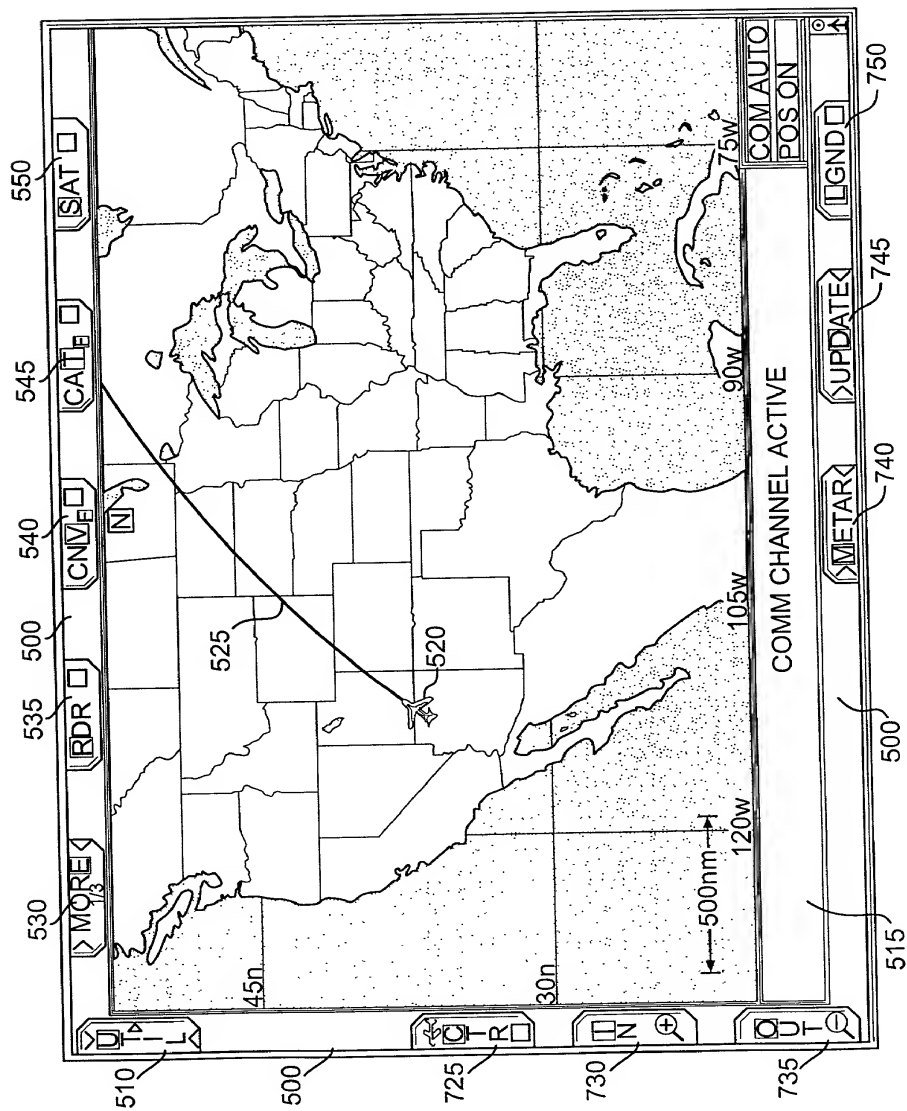 530
535
500
540
545
550
>MORE<
1/3
RDR
CNV F
CAT F
SAT
510
>UTIL<
500
725
CTR
730
IN
735
OUT
N
525
520
45n
30n
500nm
120w
105w
90w
75w
COMM CHANNEL ACTIVE
COM AUTO
POS ON
>METAR<
>UPDATE<
LGND
515
500
740
745
750